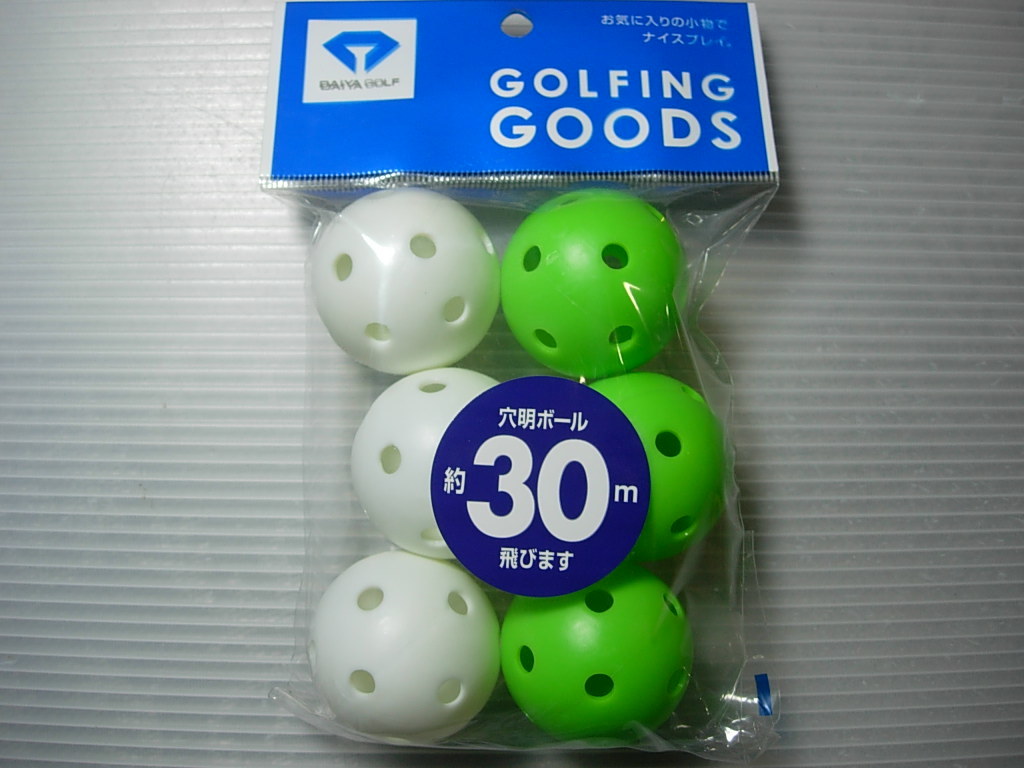 DAIYA GOLF
お気に入りの小物で
ナイスプレイ。
GOLFING
GOODS
穴明ボール
約30m
飛びます